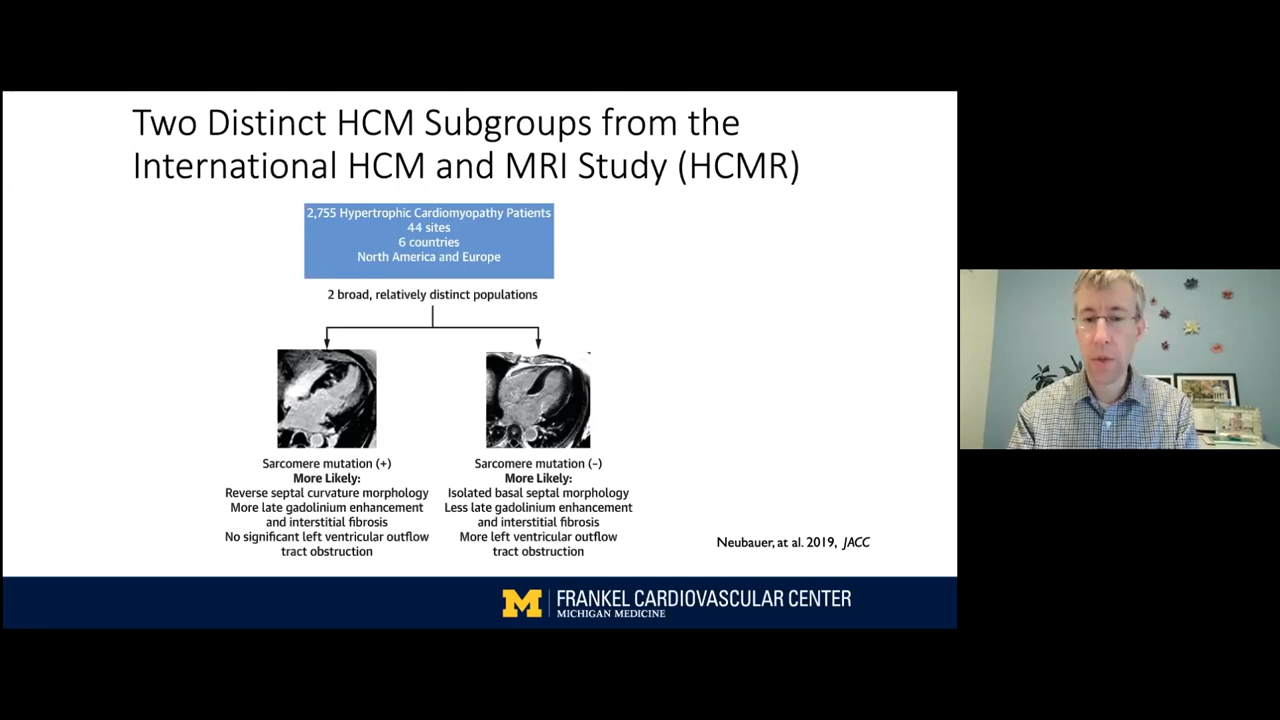 Two Distinct HCM Subgroups from the
International HCM and MRI Study (HCMR)
2,755 Hypertrophic Cardiomyopathy Patients
44 sites
6 countries
North America and Europe
2 broad, relatively distinct populations
Sarcomere mutation (+)
More Likely:
Reverse septal curvature morphology
More late gadolinium enhancement
and interstitial fibrosis
No significant left ventricular outflow
tract obstruction
Sarcomere mutation (–)
More Likely:
Isolated basal septal morphology
Less late gadolinium enhancement
and interstitial fibrosis
More left ventricular outflow
tract obstruction
Neubauer, at al. 2019, JACC
M
FRANKEL CARDIOVASCULAR CENTER
MICHIGAN MEDICINE